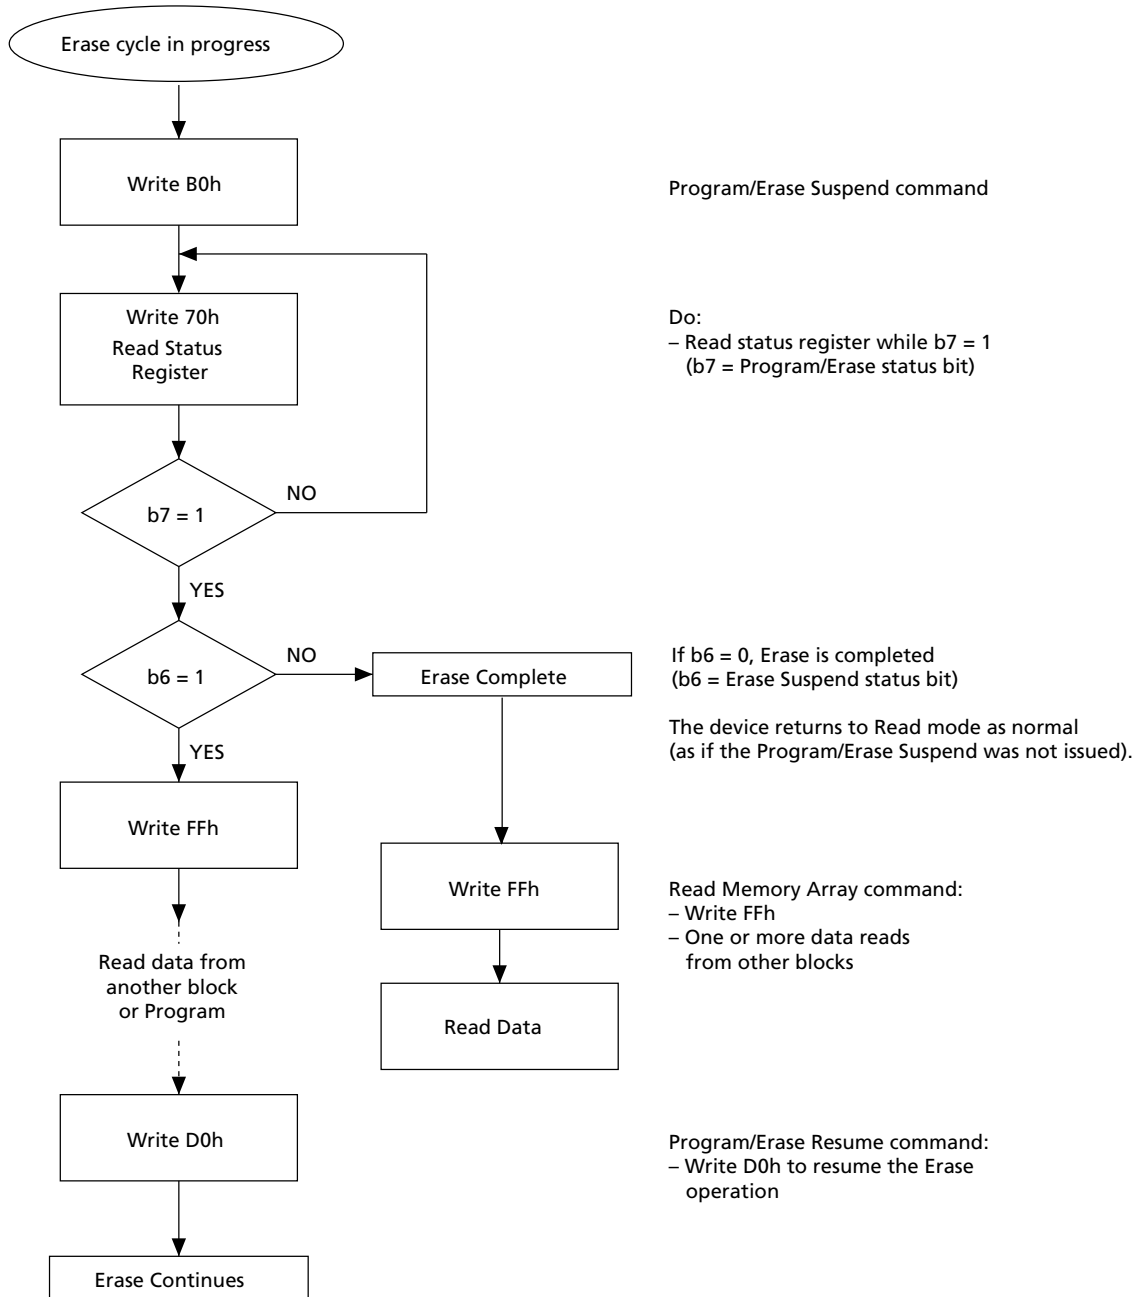 Erase cycle in progress
Write B0h
Program/Erase Suspend command
Write 70h
Read Status
Register
Do:
– Read status register while b7 = 1
(b7 = Program/Erase status bit)
b7 = 1
NO
YES
b6 = 1
NO
Erase Complete
If b6 = 0, Erase is completed
(b6 = Erase Suspend status bit)
The device returns to Read mode as normal
(as if the Program/Erase Suspend was not issued).
YES
Write FFh
Write FFh
Read Memory Array command:
– Write FFh
– One or more data reads
from other blocks
Read data from
another block
or Program
Read Data
Write D0h
Program/Erase Resume command:
– Write D0h to resume the Erase
operation
Erase Continues